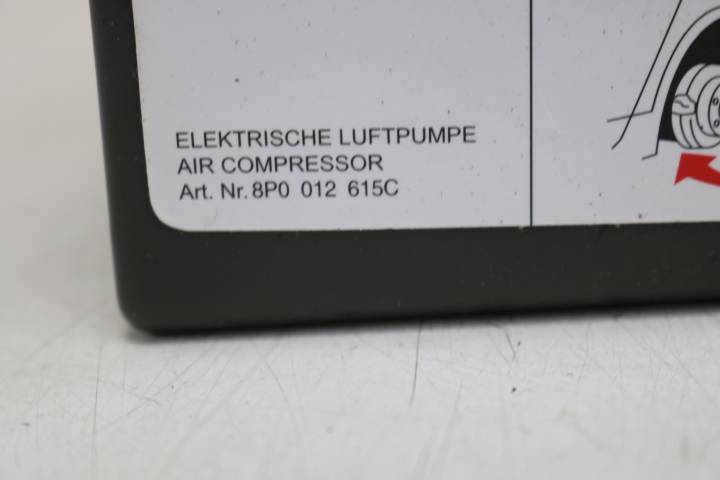 ELEKTRISCHE LUFTPUMPE
AIR COMPRESSOR
Art. Nr. 8P0 012 615C